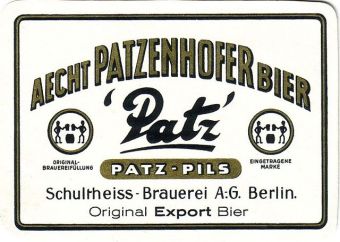 AECHT PATZENHOFER BIER
'Patz'
ORIGINAL-
BRAUEREIFÜLLUNG
EINGETRAGENE
MARKE
PATZ-PILS
Schultheiss-Brauerei A:G. Berlin.
Original Export Bier